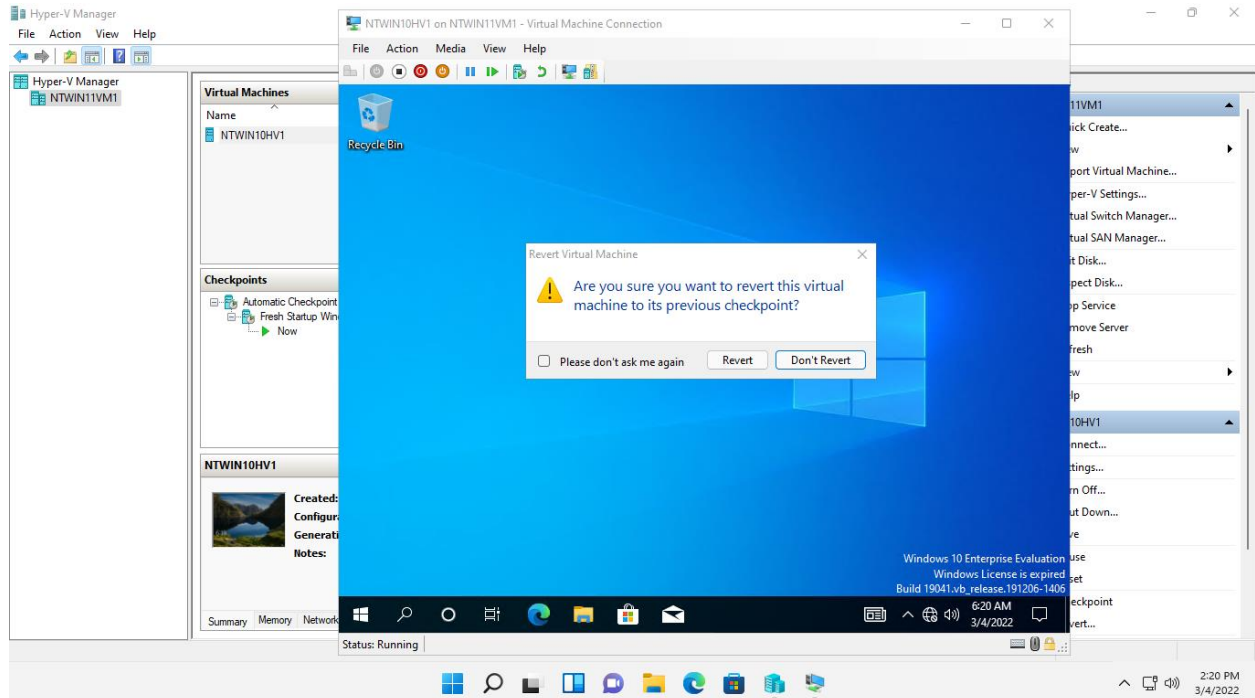 Hyper-V Manager
File Action View Help
Hyper-V Manager
NTWIN11VM1
Virtual Machines
Name
NTWIN10HV1
Checkpoints
Automatic Checkpoint
Fresh Startup Win
Now
NTWIN10HV1
Created:
Configur
Generati
Notes:
Summary Memory Network
NTWIN10HV1 on NTWIN11VM1 - Virtual Machine Connection
File Action Media View Help
Recycle Bin
Revert Virtual Machine
Are you sure you want to revert this virtual
machine to its previous checkpoint?
Please don't ask me again Revert Don't Revert
Windows 10 Enterprise Evaluation
Windows License is expired
Build 19041.vb_release.191206-1406
6:20 AM
3/4/2022
Status: Running
11VM1
ick Create...
w
port Virtual Machine...
per-V Settings...
tual Switch Manager...
tual SAN Manager...
it Disk...
pect Disk...
op Service
move Server
fresh
ew
lp
10HV1
nnect...
ttings...
rn Off...
ut Down...
ve
use
set
eckpoint
vert...
2:20 PM
3/4/2022